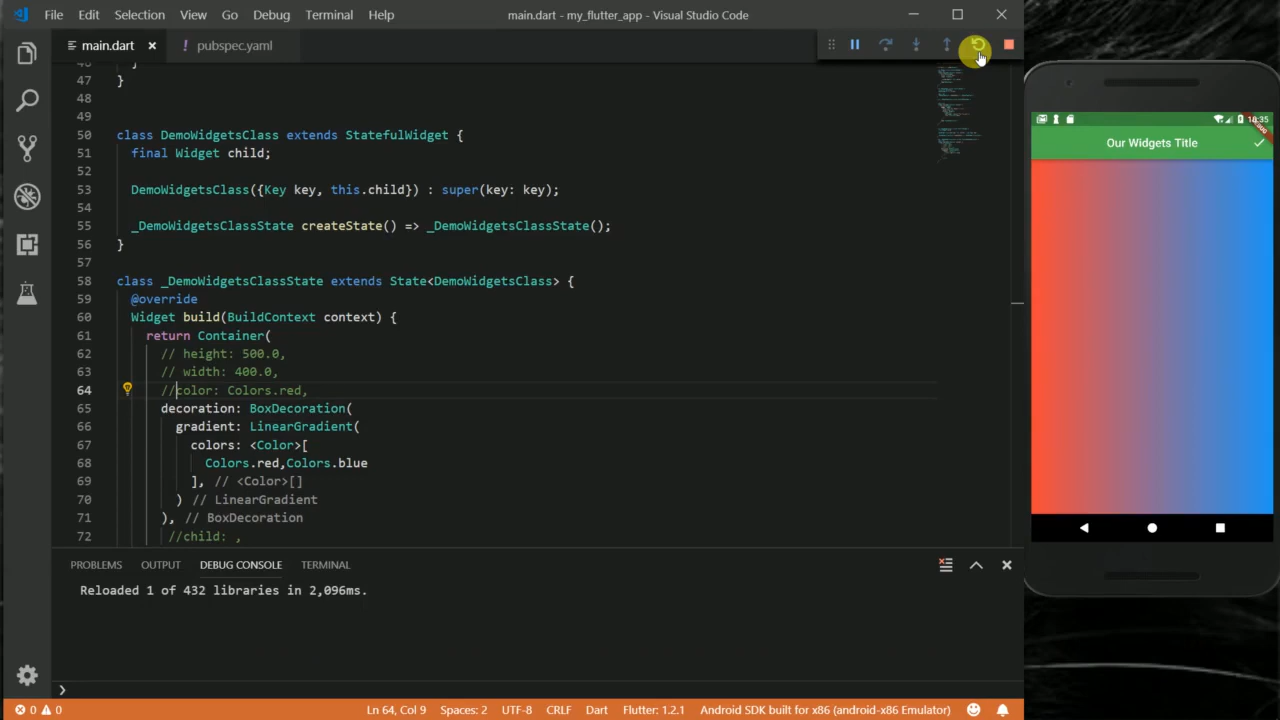 File Edit Selection View Go Debug Terminal Help
main.dart - my_flutter_app - Visual Studio Code
main.dart
! pubspec.yaml
47 }
48
49
50 class DemoWidgetsClass extends StatefulWidget {
51 final Widget child;
52
53 DemoWidgetsClass({Key key, this.child}) : super(key: key);
54
55 _DemoWidgetsClassState createState() => _DemoWidgetsClassState();
56 }
57
58 class _DemoWidgetsClassState extends State<DemoWidgetsClass> {
59 @override
60 Widget build(BuildContext context) {
61 return Container(
62 // height: 500.0,
63 // width: 400.0,
64 //color: Colors.red,
65 decoration: BoxDecoration(
66 gradient: LinearGradient(
67 colors: <Color>[
68 Colors.red,Colors.blue
69 ], // <Color>[]
70 ) // LinearGradient
71 ), // BoxDecoration
72 //child: ,
PROBLEMS OUTPUT DEBUG CONSOLE TERMINAL
Reloaded 1 of 432 libraries in 2,096ms.
❯
0 0
Ln 64, Col 9 Spaces: 2 UTF-8 CRLF Dart Flutter: 1.2.1 Android SDK built for x86 (android-x86 Emulator)
18:35
DEBUG
Our Widgets Title